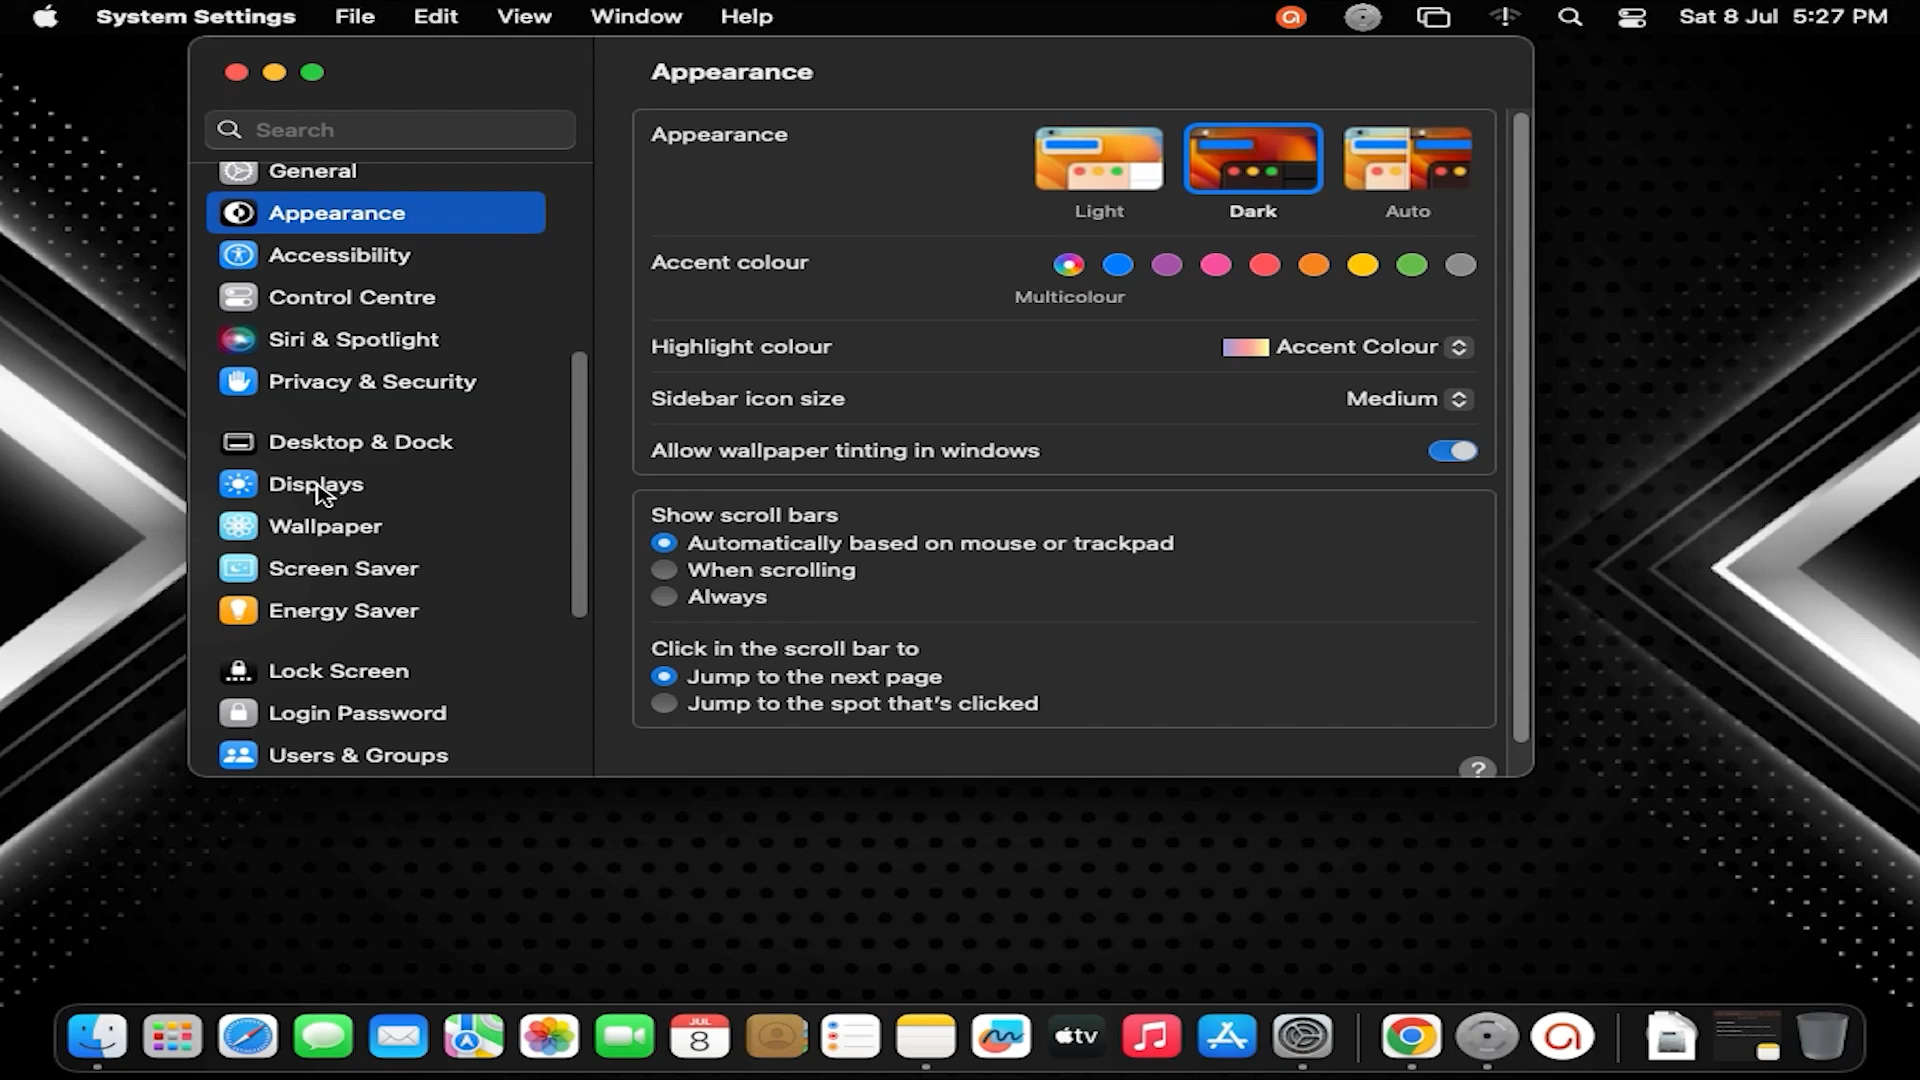 System Settings File Edit View Window Help Sat 8 Jul 5:27 PM
Search
General
Appearance
Accessibility
Control Centre
Siri & Spotlight
Privacy & Security
Desktop & Dock
Displays
Wallpaper
Screen Saver
Energy Saver
Lock Screen
Login Password
Users & Groups
Appearance
Appearance
Light Dark Auto
Accent colour
Multicolour
Highlight colour Accent Colour
Sidebar icon size Medium
Allow wallpaper tinting in windows
Show scroll bars
Automatically based on mouse or trackpad
When scrolling
Always
Click in the scroll bar to
Jump to the next page
Jump to the spot that's clicked
?
JUL
8
tv